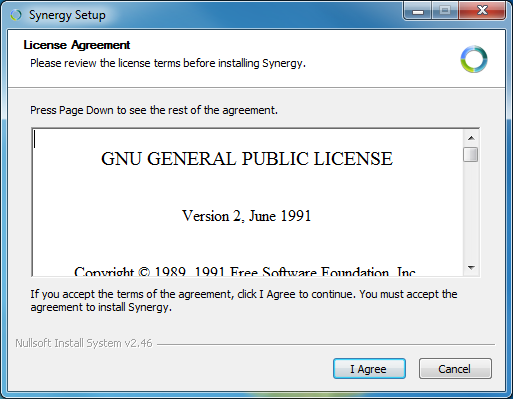 Synergy Setup
License Agreement
Please review the license terms before installing Synergy.
Press Page Down to see the rest of the agreement.
GNU GENERAL PUBLIC LICENSE
Version 2, June 1991
Copyright © 1989, 1991 Free Software Foundation, Inc.
If you accept the terms of the agreement, click I Agree to continue. You must accept the
agreement to install Synergy.
Nullsoft Install System v2.46
I Agree
Cancel